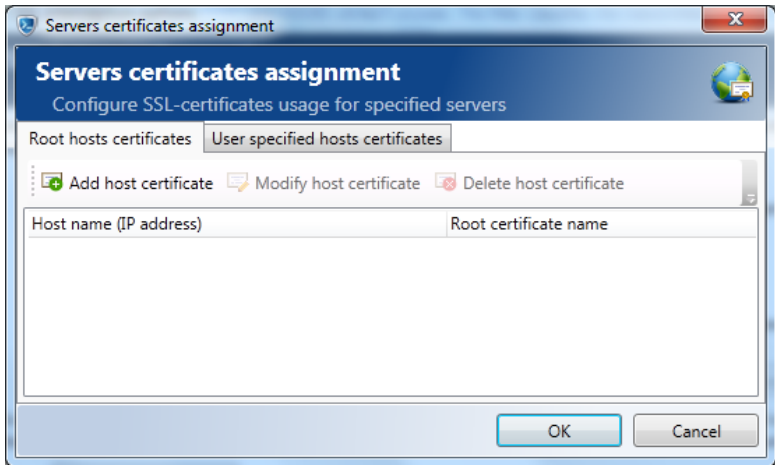 Servers certificates assignment
Servers certificates assignment
Configure SSL-certificates usage for specified servers
Root hosts certificates User specified hosts certificates
Add host certificate Modify host certificate Delete host certificate
Host name (IP address) Root certificate name
OK Cancel